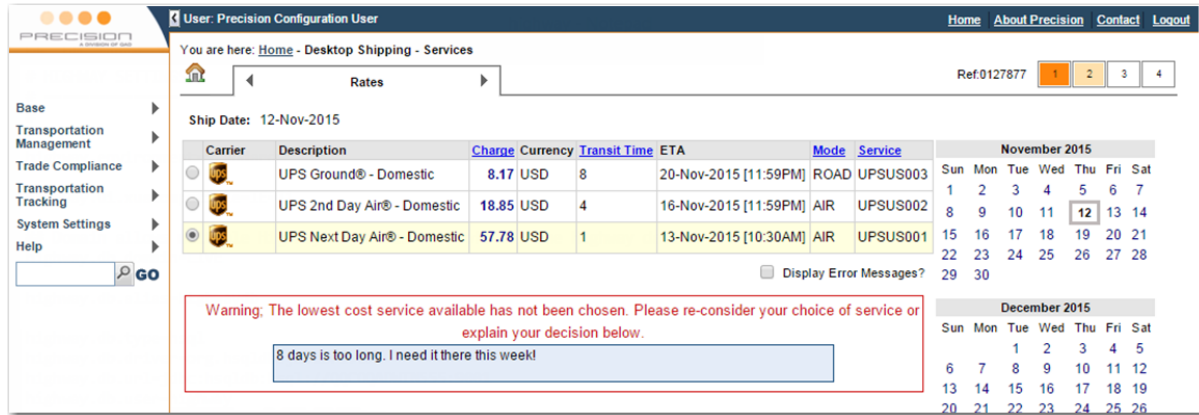 PRECISION
A DIVISION OF QAD
User: Precision Configuration User
Home About Precision Contact Logout
You are here: Home - Desktop Shipping - Services
Rates
Ref:0127877 1 2 3 4
Base
Transportation
Management
Trade Compliance
Transportation
Tracking
System Settings
Help
GO
Ship Date: 12-Nov-2015
Carrier Description Charge Currency Transit Time ETA Mode Service
ups UPS Ground® - Domestic 8.17 USD 8 20-Nov-2015 [11:59PM] ROAD UPSUS003
ups UPS 2nd Day Air® - Domestic 18.85 USD 4 16-Nov-2015 [11:59PM] AIR UPSUS002
ups UPS Next Day Air® - Domestic 57.78 USD 1 13-Nov-2015 [10:30AM] AIR UPSUS001
Display Error Messages?
Warning; The lowest cost service available has not been chosen. Please re-consider your choice of service or
explain your decision below.
8 days is too long. I need it there this week!
November 2015
Sun Mon Tue Wed Thu Fri Sat
1 2 3 4 5 6 7
8 9 10 11 12 13 14
15 16 17 18 19 20 21
22 23 24 25 26 27 28
29 30
December 2015
Sun Mon Tue Wed Thu Fri Sat
1 2 3 4 5
6 7 8 9 10 11 12
13 14 15 16 17 18 19
20 21 22 23 24 25 26